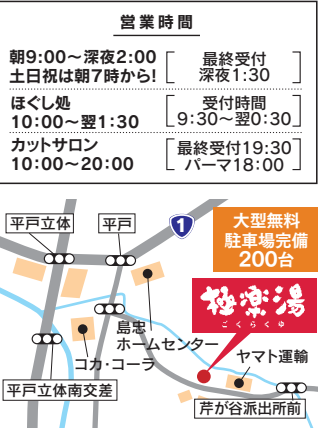 営業時間
朝9:00～深夜2:00
土日祝は朝7時から!
最終受付
深夜1:30
ほぐし処
10:00～翌1:30
受付時間
9:30～翌0:30
カットサロン
10:00～20:00
最終受付19:30
パーマ18:00
平戸立体
平戸
1
大型無料
駐車場完備
200台
極楽湯
ごくらくゆ
島忠
ホームセンター
コカ・コーラ
ヤマト運輸
平戸立体南交差
芹が谷派出所前